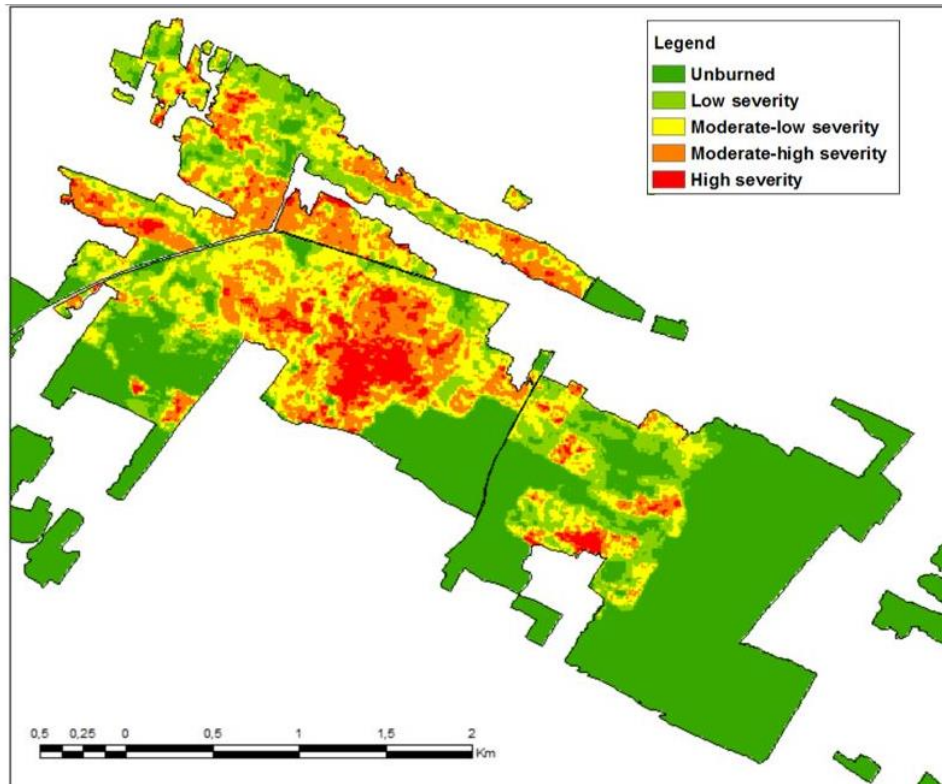 Legend
Unburned
Low severity
Moderate-low severity
Moderate-high severity
High severity
0,5 0,25 0 0,5 1 1,5 2
Km